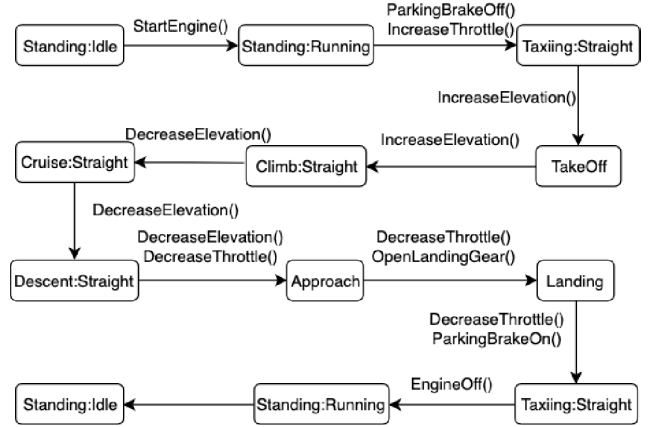 Standing:Idle
StartEngine()
Standing:Running
ParkingBrakeOff()
IncreaseThrottle()
Taxiing:Straight
IncreaseElevation()
TakeOff
IncreaseElevation()
Climb:Straight
DecreaseElevation()
Cruise:Straight
DecreaseElevation()
Descent:Straight
DecreaseElevation()
DecreaseThrottle()
Approach
DecreaseThrottle()
OpenLandingGear()
Landing
DecreaseThrottle()
ParkingBrakeOn()
Taxiing:Straight
EngineOff()
Standing:Running
Standing:Idle